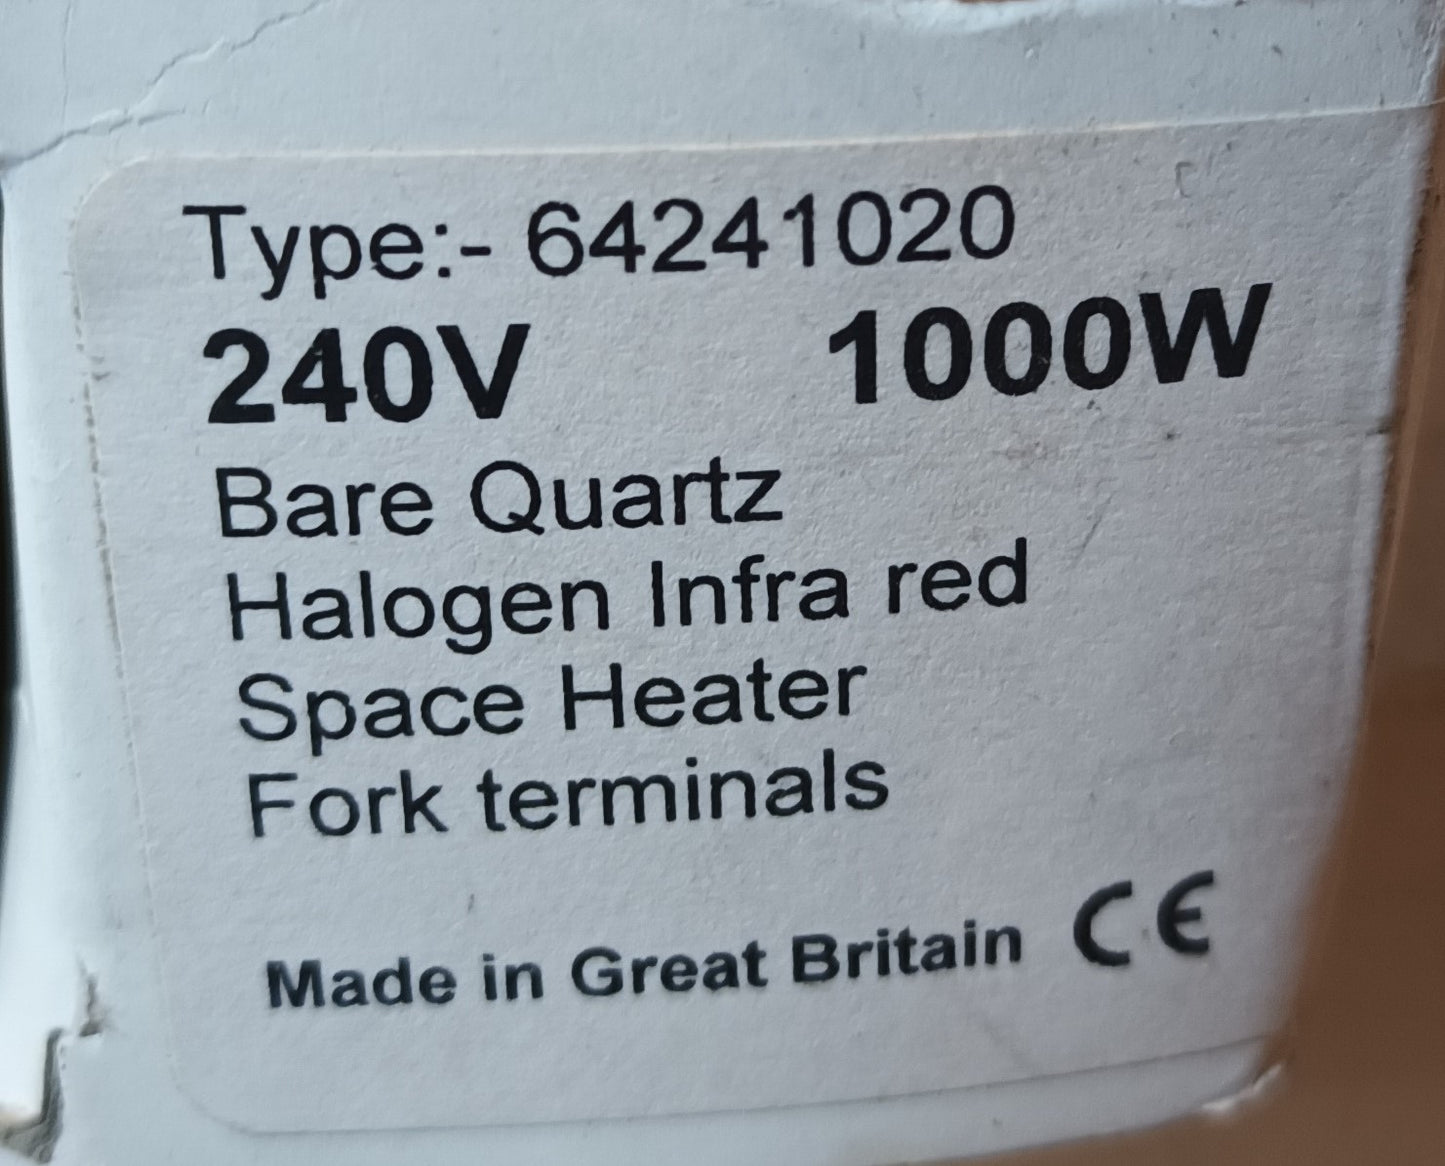 Type:- 64241020
240V 1000W
Bare Quartz
Halogen Infra red
Space Heater
Fork terminals
Made in Great Britain CE